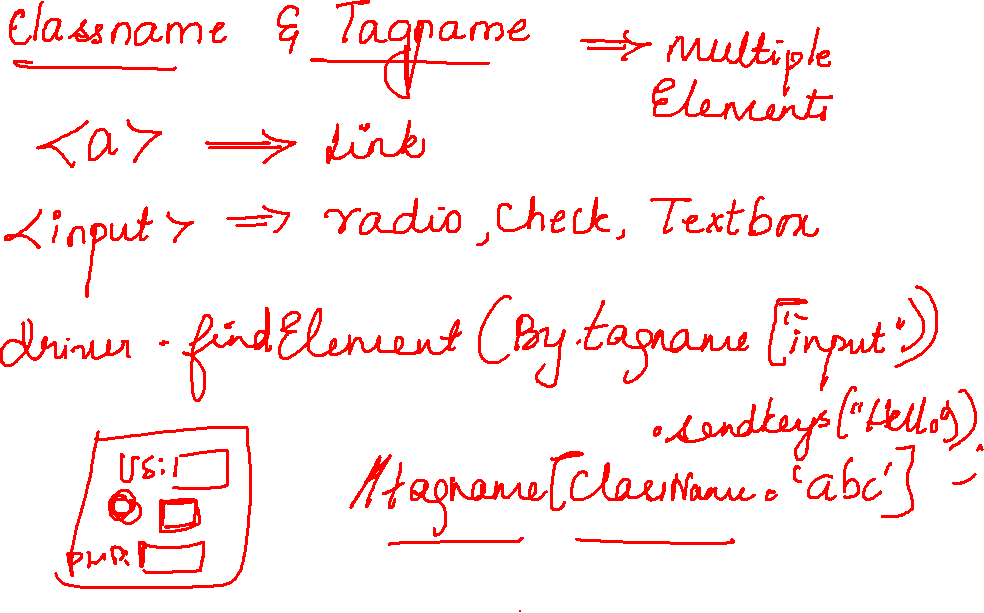 Classname & Tagname => Multiple
Elements
<a> => Link
<input> => radio, Check, Textbox
driver.findElement(By.tagname["input"))
.sendkeys("Hello"));
US:
//tagname[ClassName='abc']
PWD: